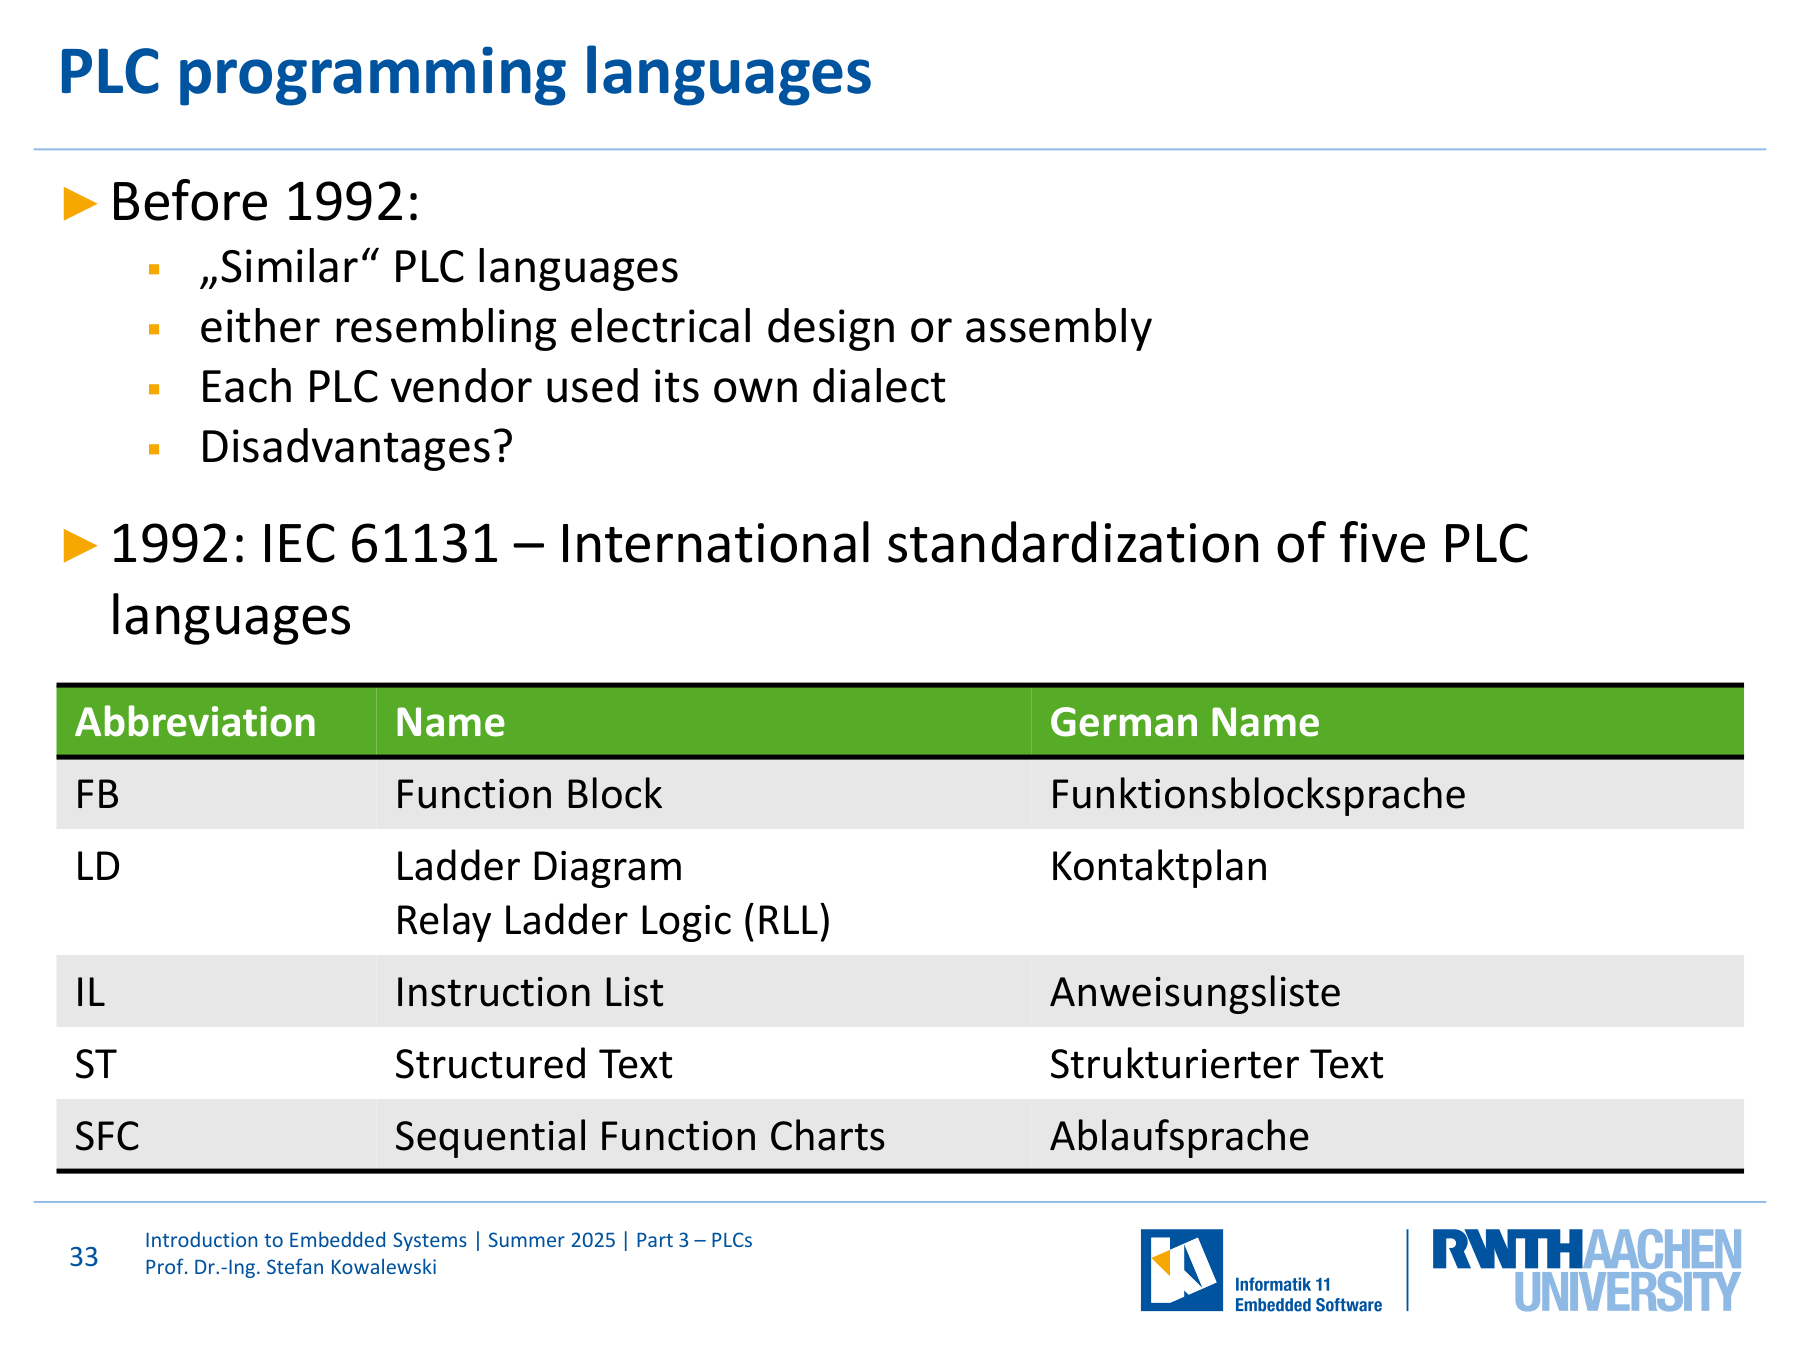 PLC programming languages
►Before 1992:
▪ „Similar“ PLC languages
▪ either resembling electrical design or assembly
▪ Each PLC vendor used its own dialect
▪ Disadvantages?
►1992: IEC 61131 – International standardization of five PLC
languages
Abbreviation Name German Name
FB Function Block Funktionsblocksprache
LD Ladder Diagram Kontaktplan
Relay Ladder Logic (RLL)
IL Instruction List Anweisungsliste
ST Structured Text Strukturierter Text
SFC Sequential Function Charts Ablaufsprache
33
Introduction to Embedded Systems | Summer 2025 | Part 3 – PLCs
Prof. Dr.-Ing. Stefan Kowalewski
Informatik 11
Embedded Software
RWTHAACHEN
UNIVERSITY